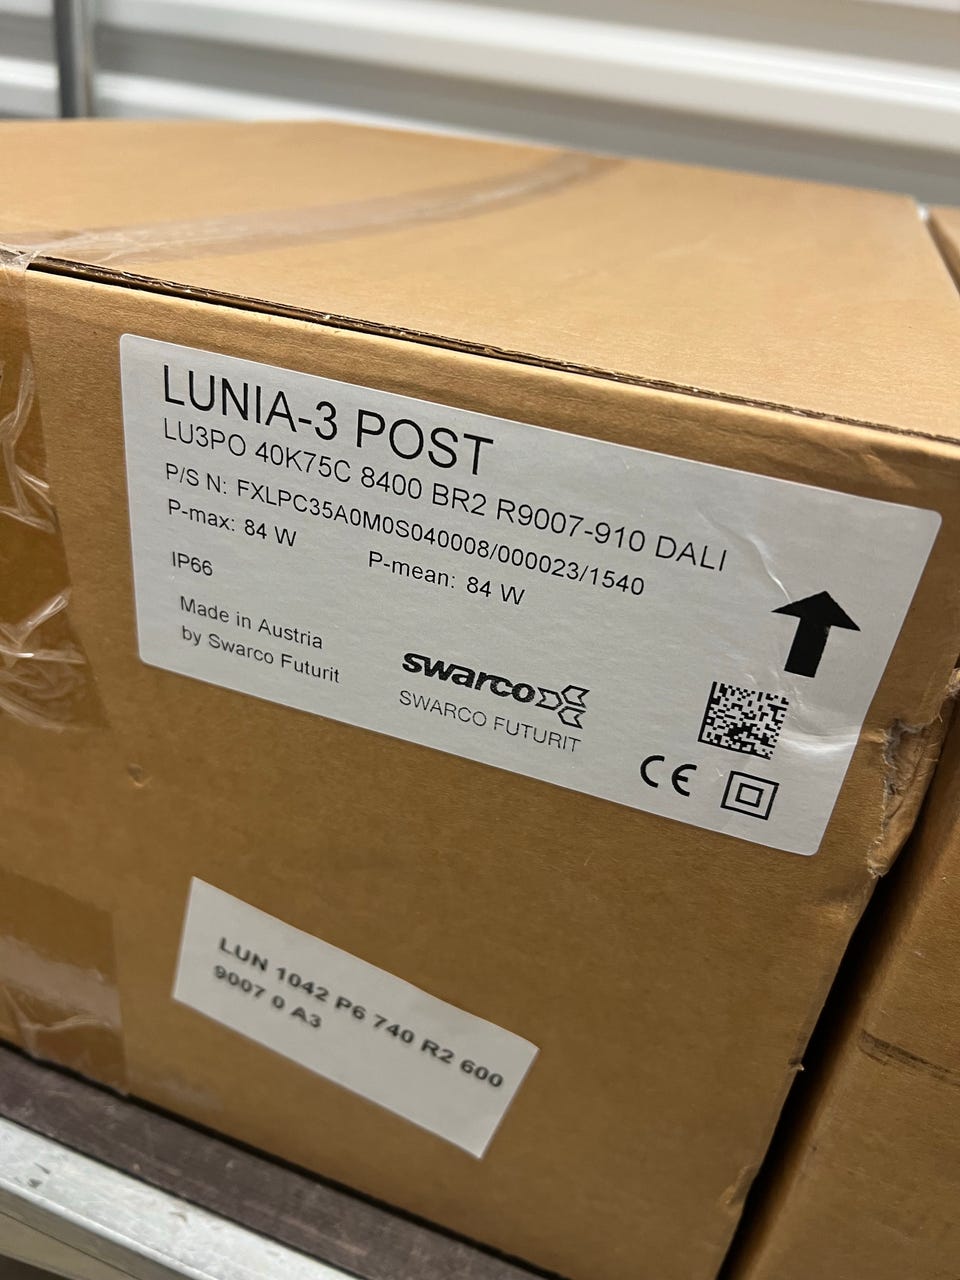 LUNIA-3 POST
LU3PO 40K75C 8400 BR2 R9007-910 DALI
P/S N: FXLPC35A0M0S040008/000023/1540
P-max: 84 W P-mean: 84 W
IP66
Made in Austria
by Swarco Futurit
swarco
SWARCO FUTURIT
CE
LUN 1042 P6 740 R2 600
9007 0 A3